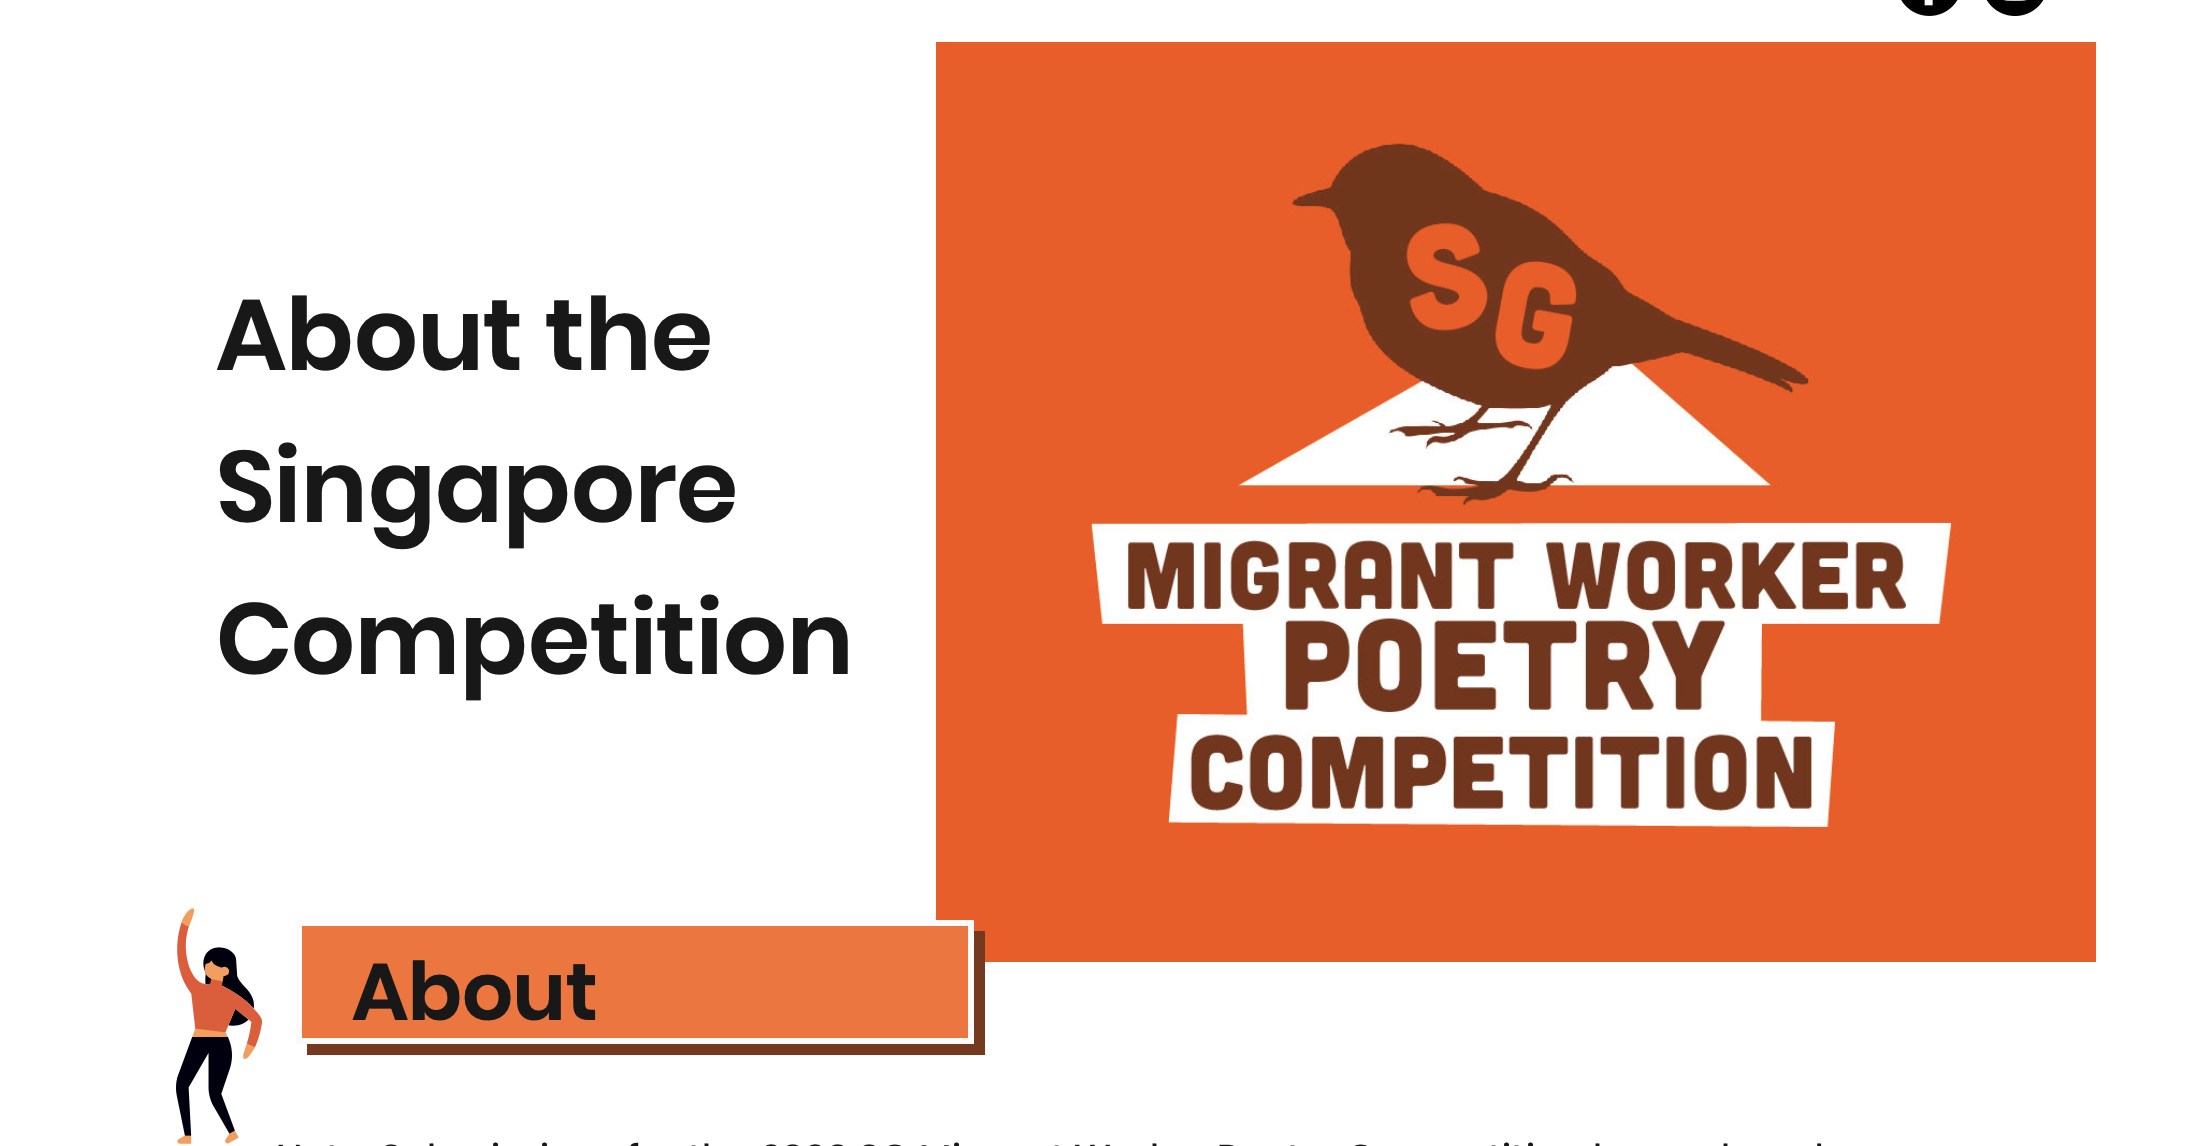 About the
Singapore
Competition
SG
MIGRANT WORKER
POETRY
COMPETITION
About